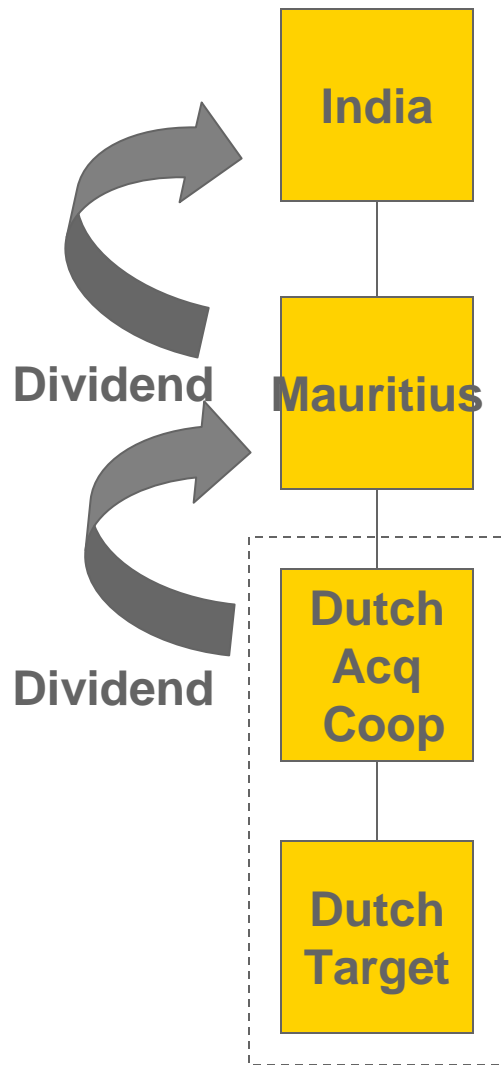 India
Dividend
Mauritius
Dutch
Acq
Coop
Dividend
Dutch
Target